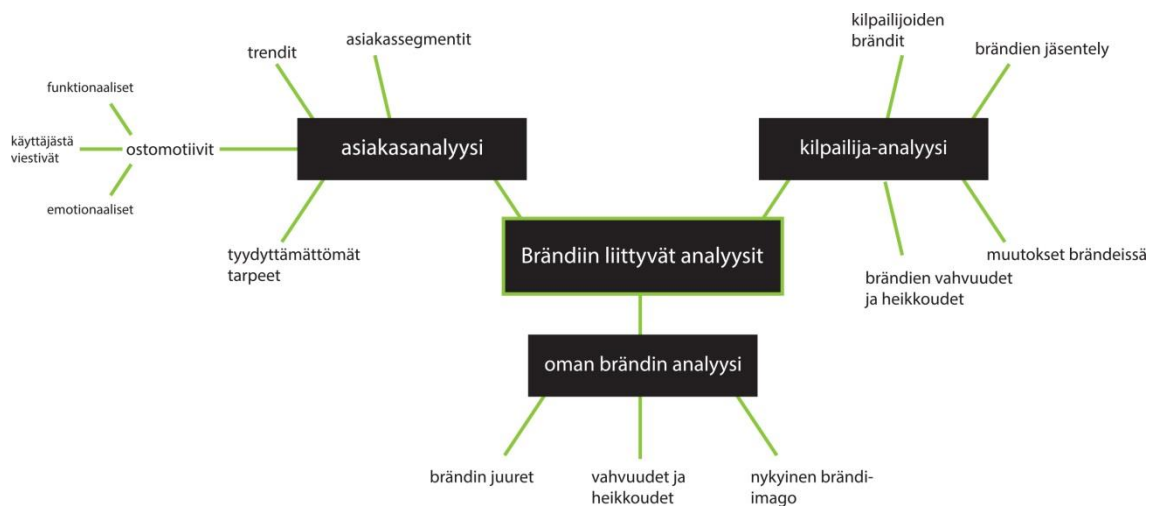 trendit
asiakassegmentit
funktionaaliset
käyttäjästä
viestivät
ostomotiivit
emotionaaliset
asiakasanalyysi
tyydyttämättömät
tarpeet
kilpailijoiden
brändit
brändien jäsentely
kilpailija-analyysi
muutokset brändeissä
brändien vahvuudet
ja heikkoudet
Brändiin liittyvät analyysit
oman brändin analyysi
brändin juuret
vahvuudet ja
heikkoudet
nykyinen brändi-
imago